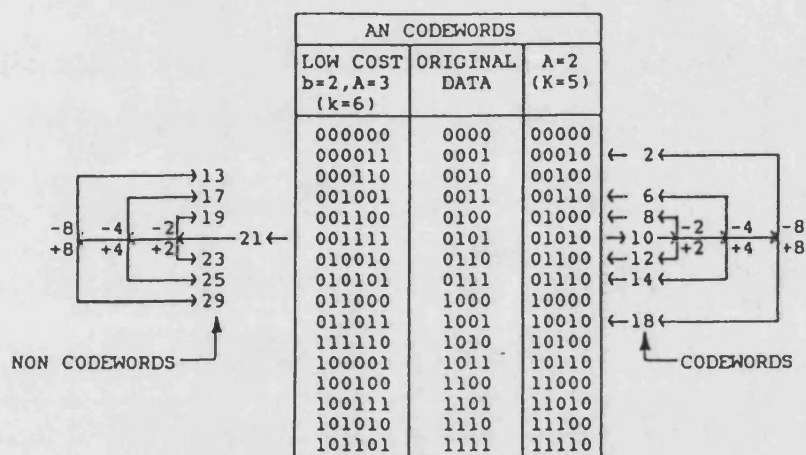 AN CODEWORDS
LOW COST ORIGINAL A=2
b=2,A=3 DATA (K=5)
(k=6)
000000 0000 00000
000011 0001 00010 2
13 000110 0010 00100
17 001001 0011 00110 6
19 001100 0100 01000 8
-8 -4 -2 -2 -4 -8
21 001111 0101 01010 10
+8 +4 +2 +2 +4 +8
23 010010 0110 01100 12
25 010101 0111 01110 14
29 011000 1000 10000
011011 1001 10010 18
111110 1010 10100
NON CODEWORDS 100001 1011 10110 CODEWORDS
100100 1100 11000
100111 1101 11010
101010 1110 11100
101101 1111 11110